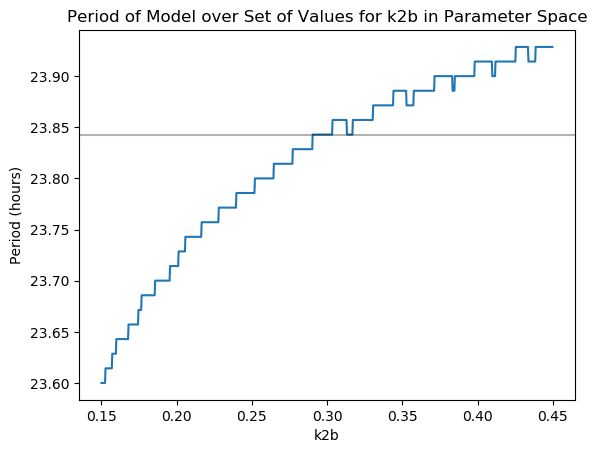 Period of Model over Set of Values for k2b in Parameter Space
Period (hours)
23.90
23.85
23.80
23.75
23.70
23.65
23.60
0.15 0.20 0.25 0.30 0.35 0.40 0.45
k2b